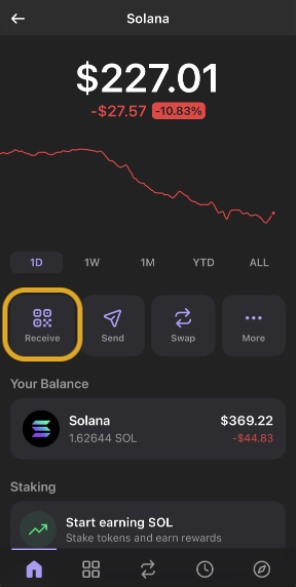 Solana
$227.01
-$27.57 -10.83%
1D 1W 1M YTD ALL
Receive Send Swap More
Your Balance
Solana $369.22
1.62644 SOL -$44.83
Staking
Start earning SOL
Stake tokens and earn rewards